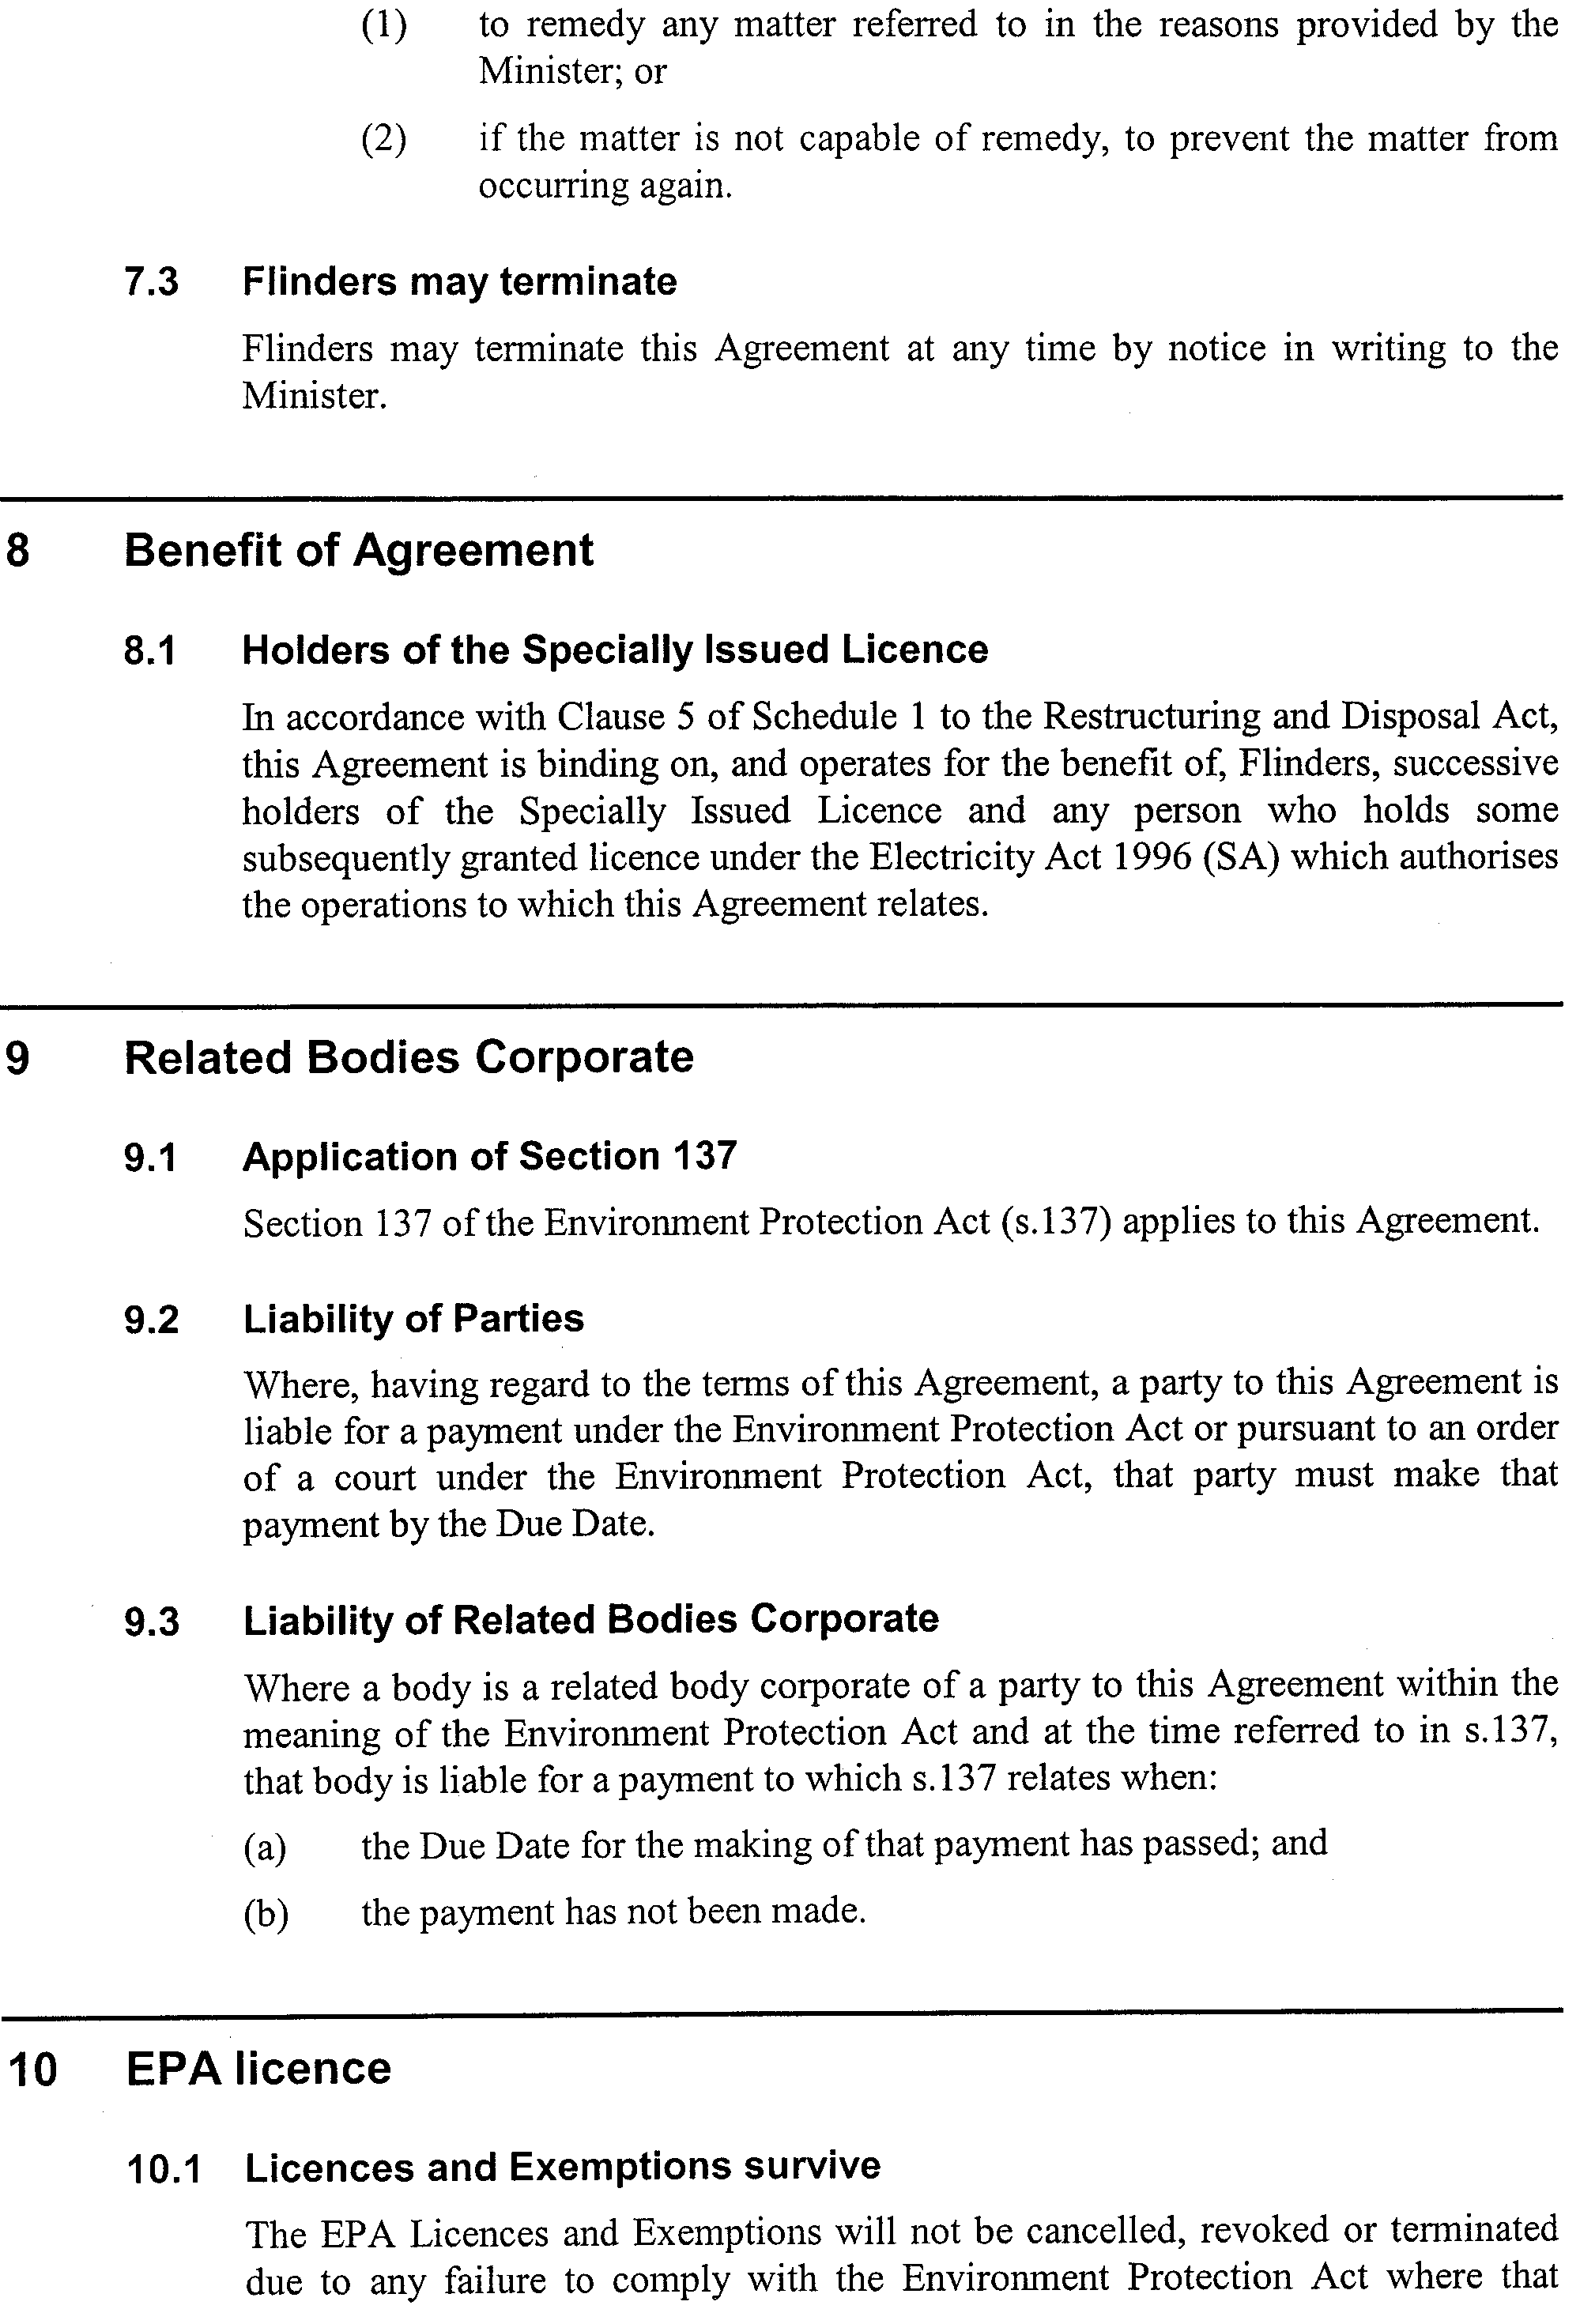 (1) to remedy any matter referred to in the reasons provided by the
Minister; or
(2) if the matter is not capable of remedy, to prevent the matter from
occurring again.
7.3 Flinders may terminate
Flinders may terminate this Agreement at any time by notice in writing to the
Minister.
8 Benefit of Agreement
8.1 Holders of the Specially Issued Licence
In accordance with Clause 5 of Schedule 1 to the Restructuring and Disposal Act,
this Agreement is binding on, and operates for the benefit of, Flinders, successive
holders of the Specially Issued Licence and any person who holds some
subsequently granted licence under the Electricity Act 1996 (SA) which authorises
the operations to which this Agreement relates.
9 Related Bodies Corporate
9.1 Application of Section 137
Section 137 of the Environment Protection Act (s.137) applies to this Agreement.
9.2 Liability of Parties
Where, having regard to the terms of this Agreement, a party to this Agreement is
liable for a payment under the Environment Protection Act or pursuant to an order
of a court under the Environment Protection Act, that party must make that
payment by the Due Date.
9.3 Liability of Related Bodies Corporate
Where a body is a related body corporate of a party to this Agreement within the
meaning of the Environment Protection Act and at the time referred to in s.137,
that body is liable for a payment to which s.137 relates when:
(a) the Due Date for the making of that payment has passed; and
(b) the payment has not been made.
10 EPA licence
10.1 Licences and Exemptions survive
The EPA Licences and Exemptions will not be cancelled, revoked or terminated
due to any failure to comply with the Environment Protection Act where that